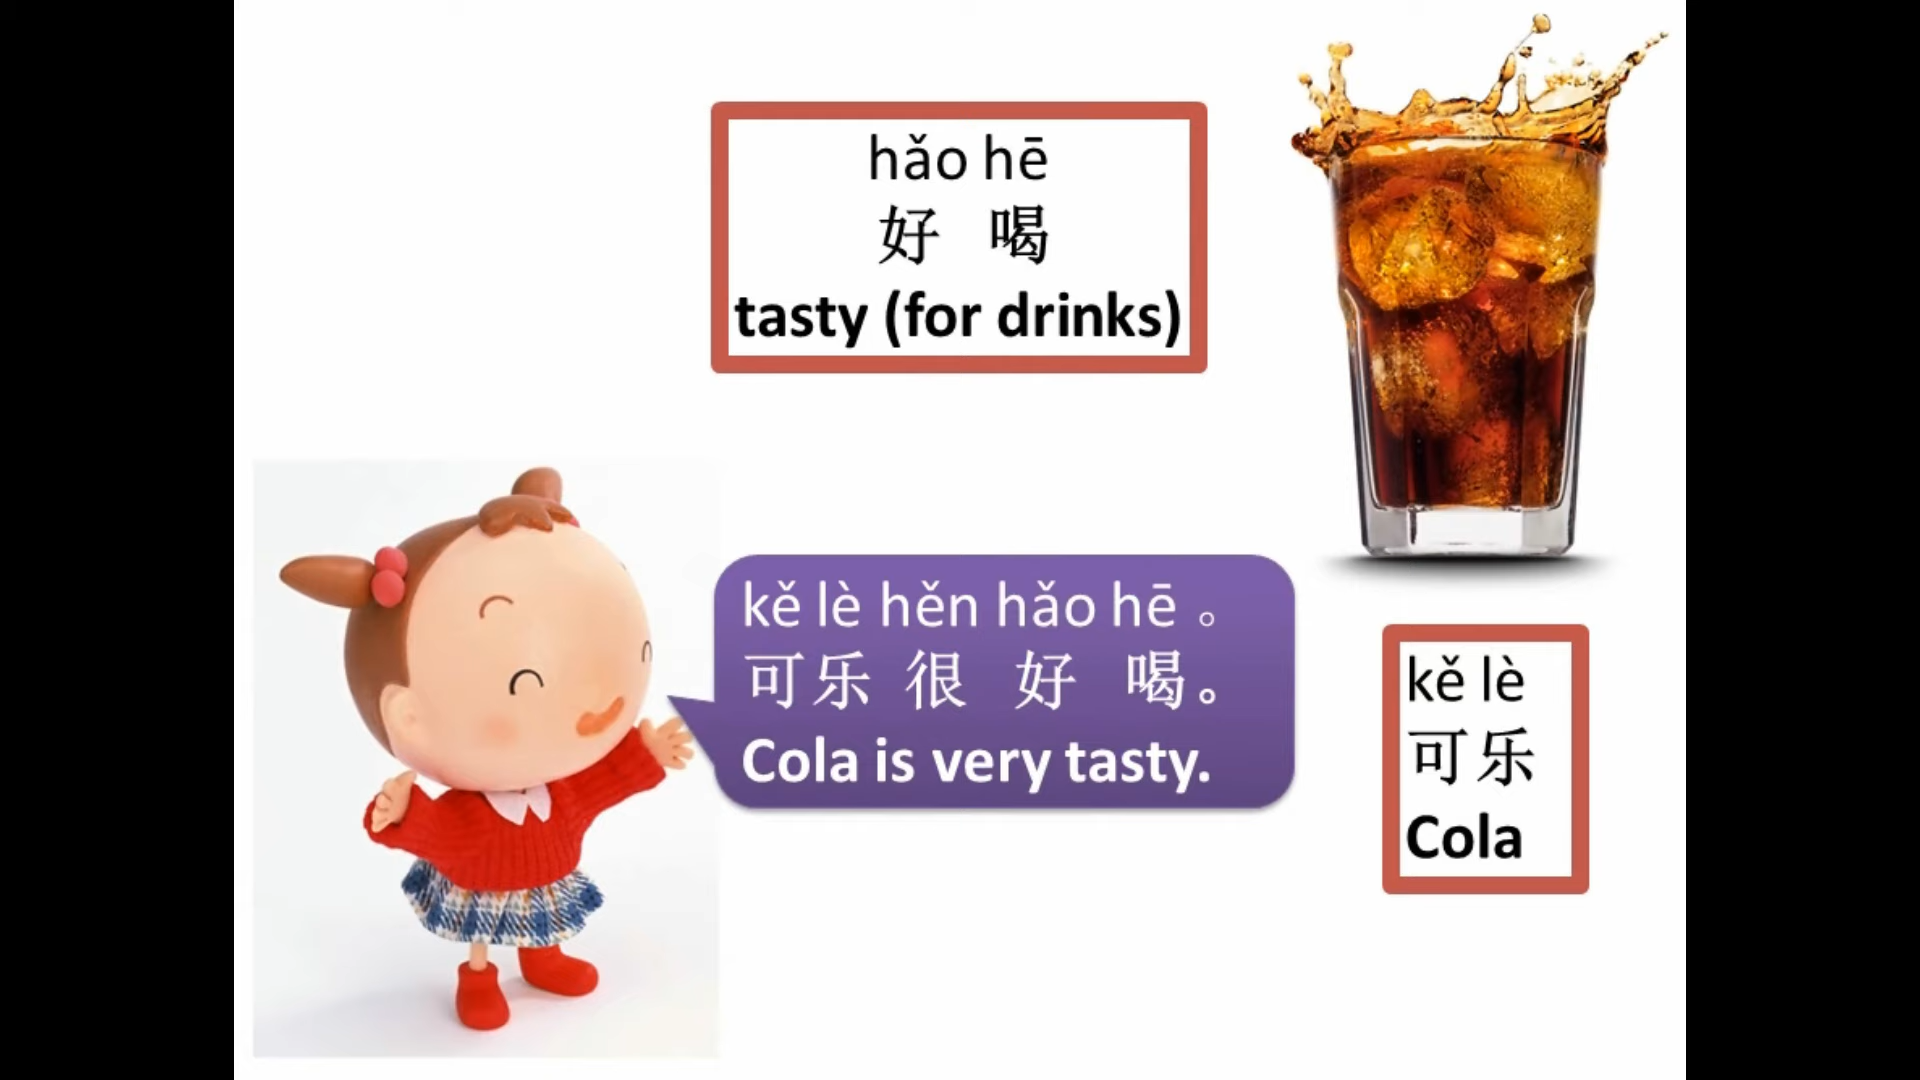 hǎo hē
好 喝
tasty (for drinks)
kě lè hěn hǎo hē 。
可乐 很 好 喝。
Cola is very tasty.
kě lè
可乐
Cola